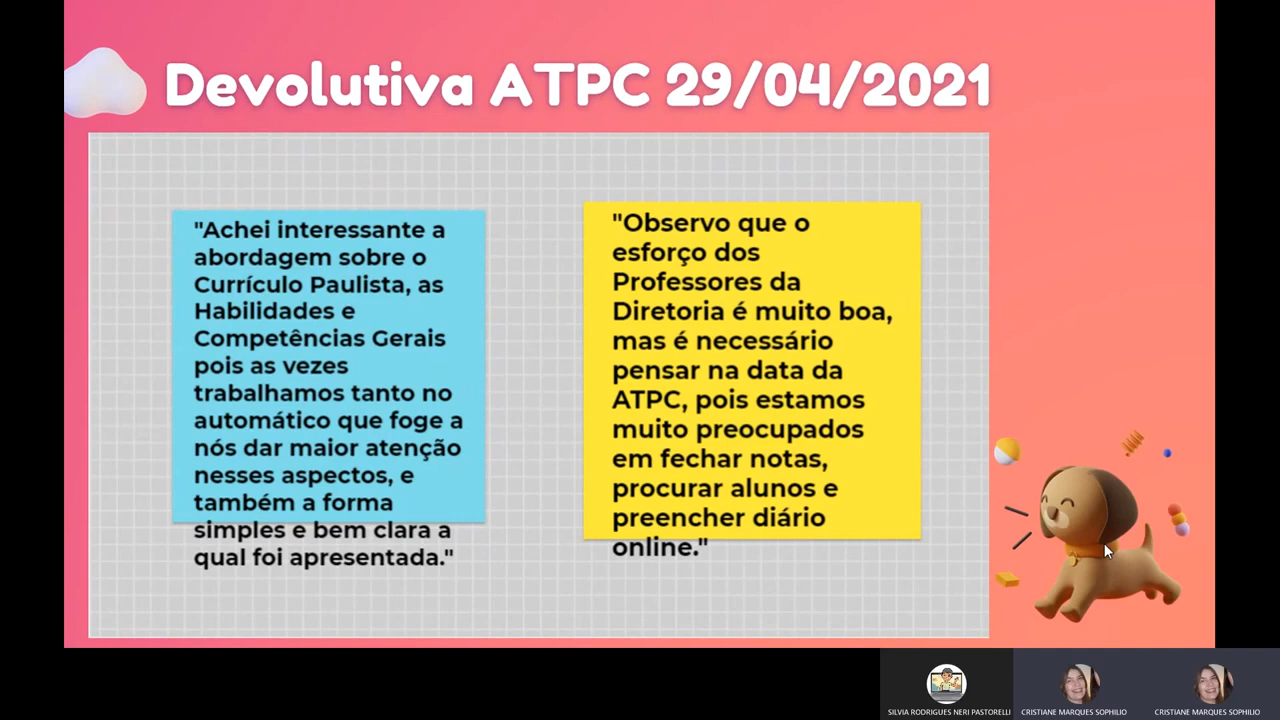 Devolutiva ATPC 29/04/2021
"Achei interessante a
abordagem sobre o
Currículo Paulista, as
Habilidades e
Competências Gerais
pois as vezes
trabalhamos tanto no
automático que foge a
nós dar maior atenção
nesses aspectos, e
também a forma
simples e bem clara a
qual foi apresentada."
"Observo que o
esforço dos
Professores da
Diretoria é muito boa,
mas é necessário
pensar na data da
ATPC, pois estamos
muito preocupados
em fechar notas,
procurar alunos e
preencher diário
online."
SILVIA RODRIGUES NERI PASTORELLI
CRISTIANE MARQUES SOPHILIO
CRISTIANE MARQUES SOPHILIO